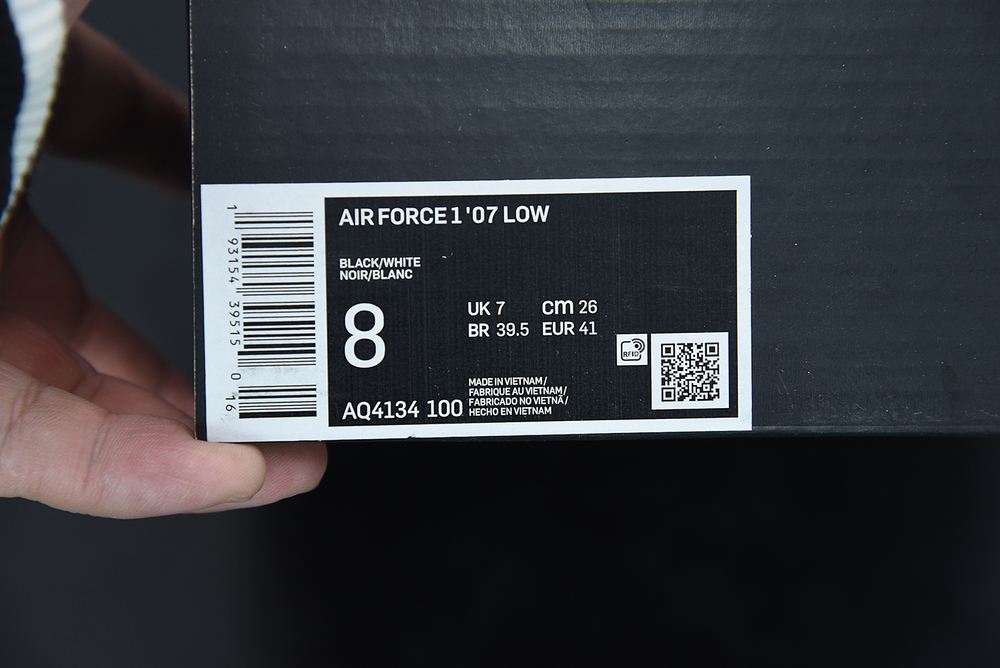 AIR FORCE 1 '07 LOW
BLACK/WHITE
NOIR/BLANC
8
UK 7 cm 26
BR 39.5 EUR 41
RFID
MADE IN VIETNAM/
FABRIQUE AU VIETNAM/
FABRICADO NO VIETNÃ/
HECHO EN VIETNAM
AQ4134 100
1 93154 39515 0 16